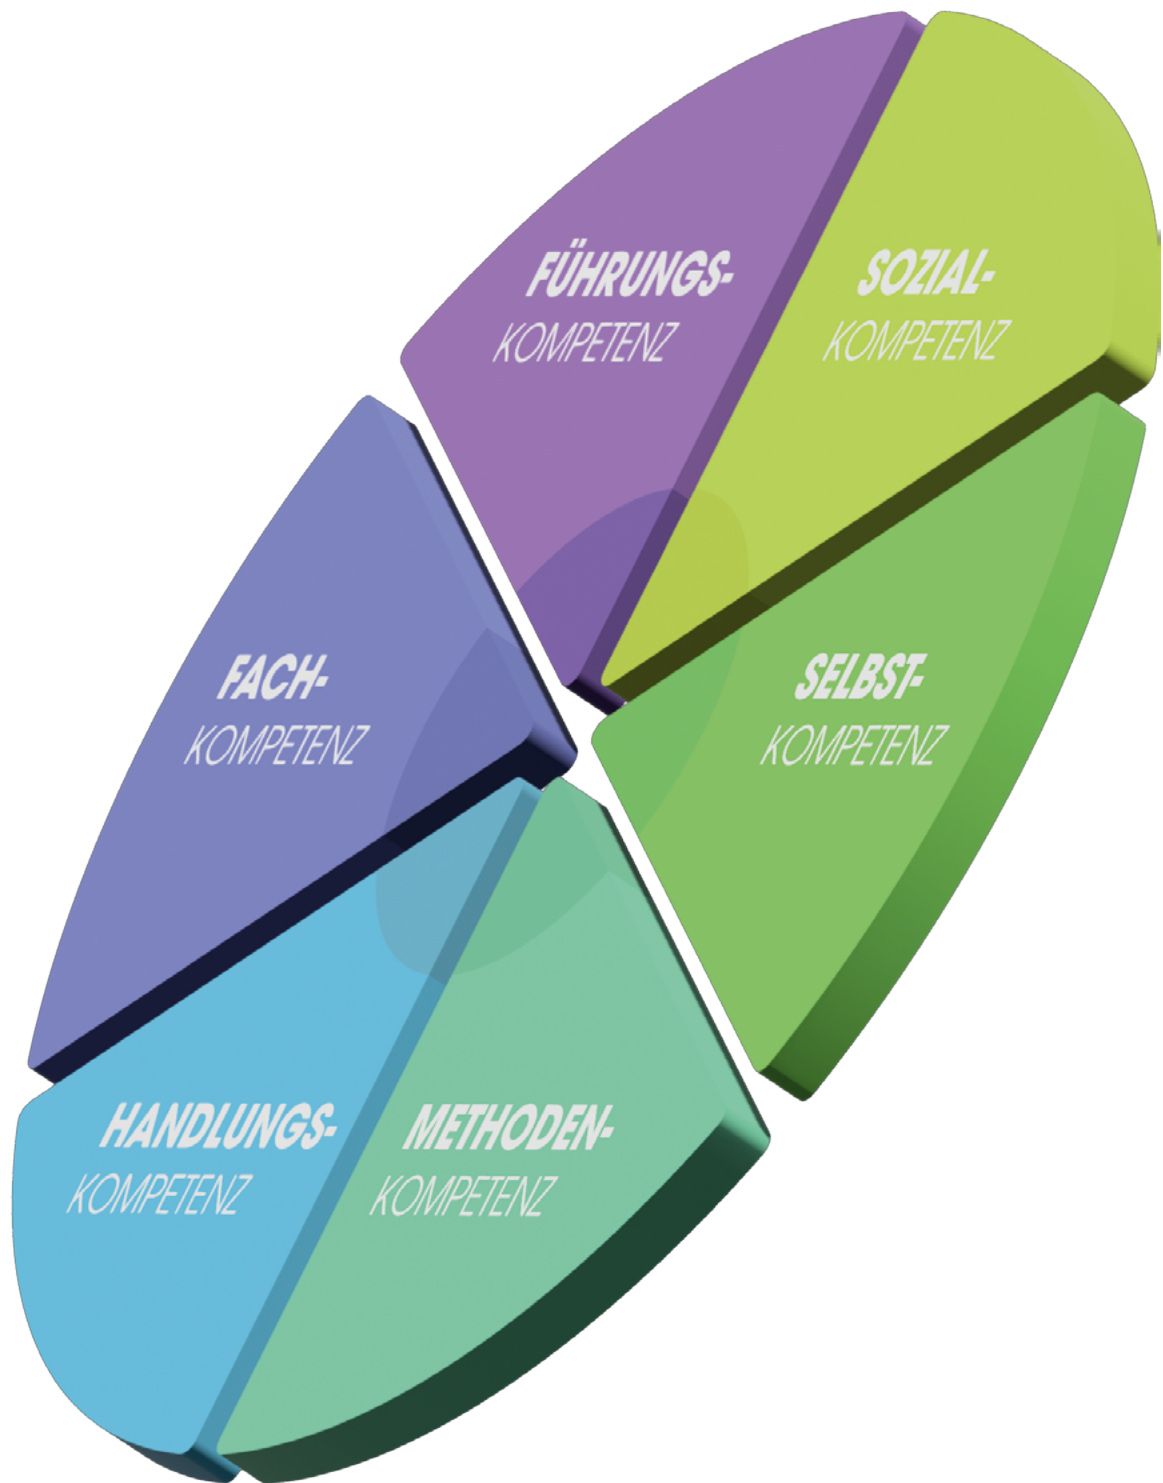 FÜHRUNGS-
KOMPETENZ
SOZIAL-
KOMPETENZ
FACH-
KOMPETENZ
SELBST-
KOMPETENZ
HANDLUNGS-
KOMPETENZ
METHODEN-
KOMPETENZ